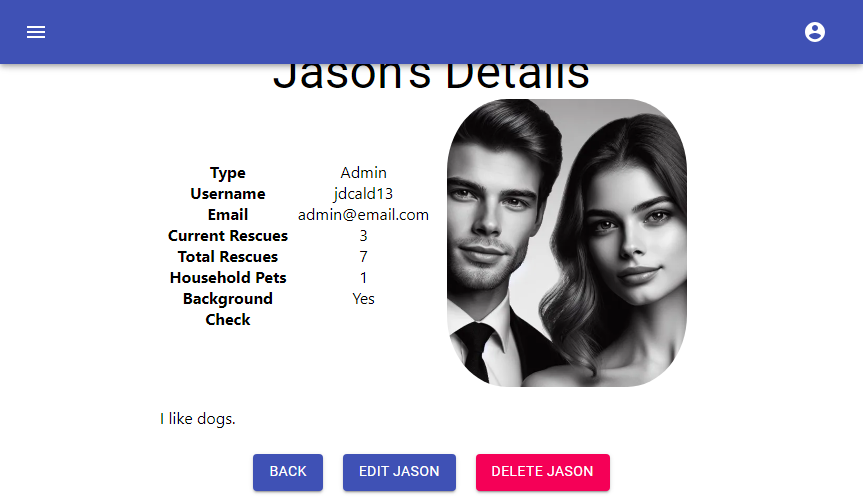 Jason's Details
Type Admin
Username jdcald13
Email admin@email.com
Current Rescues 3
Total Rescues 7
Household Pets 1
Background Yes
Check
I like dogs.
BACK EDIT JASON DELETE JASON